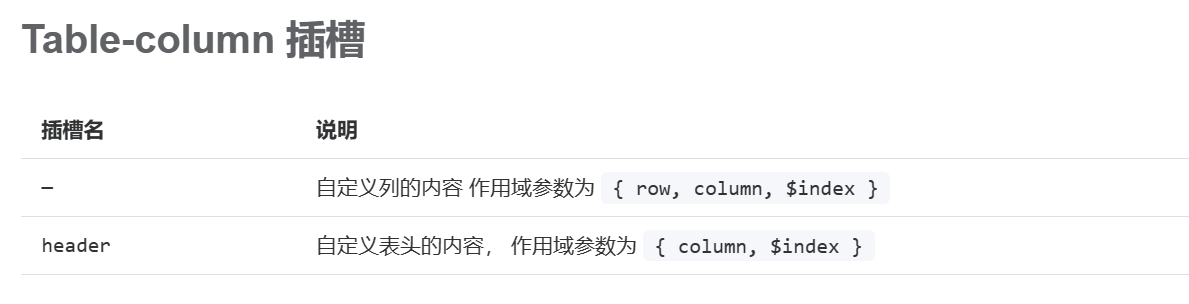 Table-column 插槽
插槽名 说明
— 自定义列的内容 作用域参数为 { row, column, $index }
header 自定义表头的内容， 作用域参数为 { column, $index }